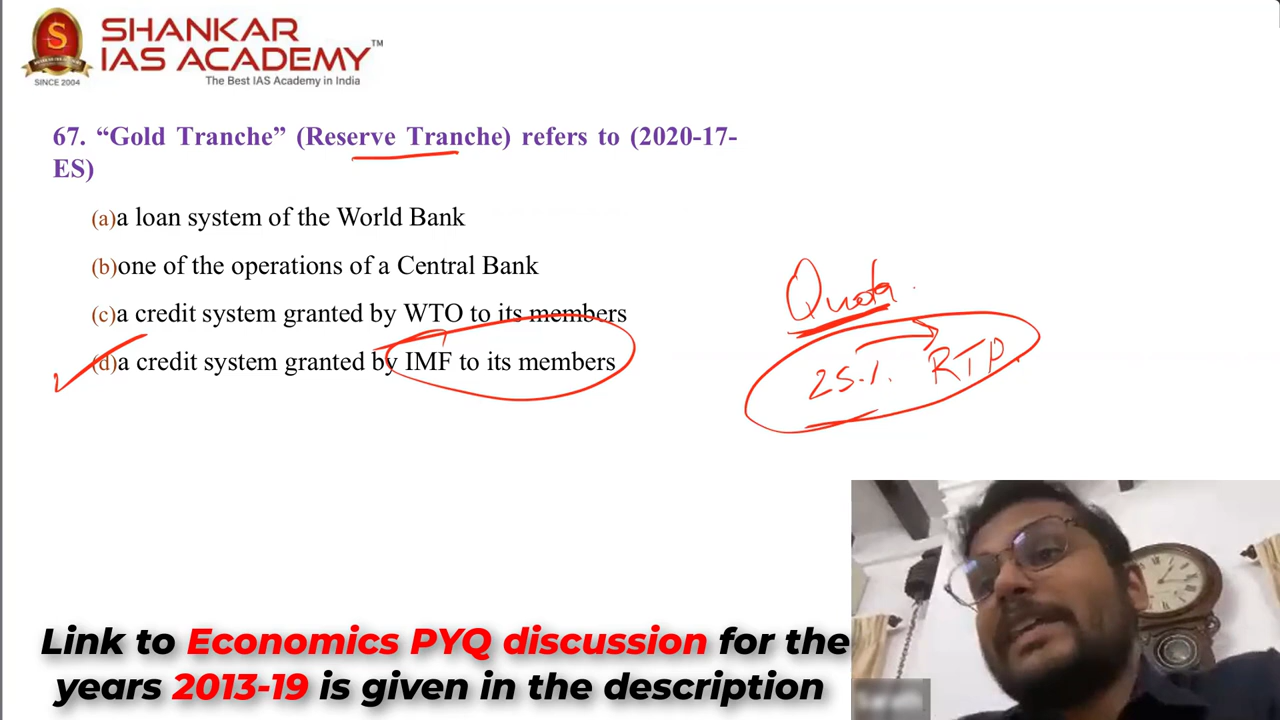 SHANKAR
IAS ACADEMY™
The Best IAS Academy in India
S
SINCE 2004
67. “Gold Tranche” (Reserve Tranche) refers to (2020-17-
ES)
(a)a loan system of the World Bank
(b)one of the operations of a Central Bank
(c)a credit system granted by WTO to its members
(d)a credit system granted by IMF to its members
Quota
25% RTP
Link to Economics PYQ discussion for the
years 2013-19 is given in the description